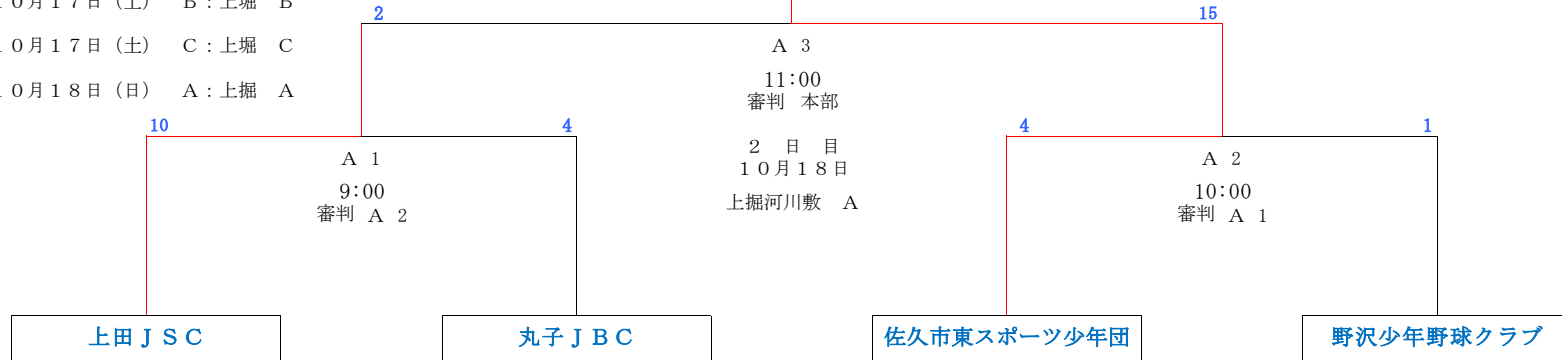 １０月１７日（土）　Ｂ：上堀　Ｂ
2
15
１０月１７日（土）　Ｃ：上堀　Ｃ
Ａ 3
11:00
審判　本部
１０月１８日（日）　Ａ：上掘　Ａ
10
4
4
1
２　日　目
１０月１８日
上掘河川敷　Ａ
Ａ 1
9:00
審判 Ａ 2
Ａ 2
10:00
審判 Ａ 1
上田ＪＳＣ
丸子ＪＢＣ
佐久市東スポーツ少年団
野沢少年野球クラブ